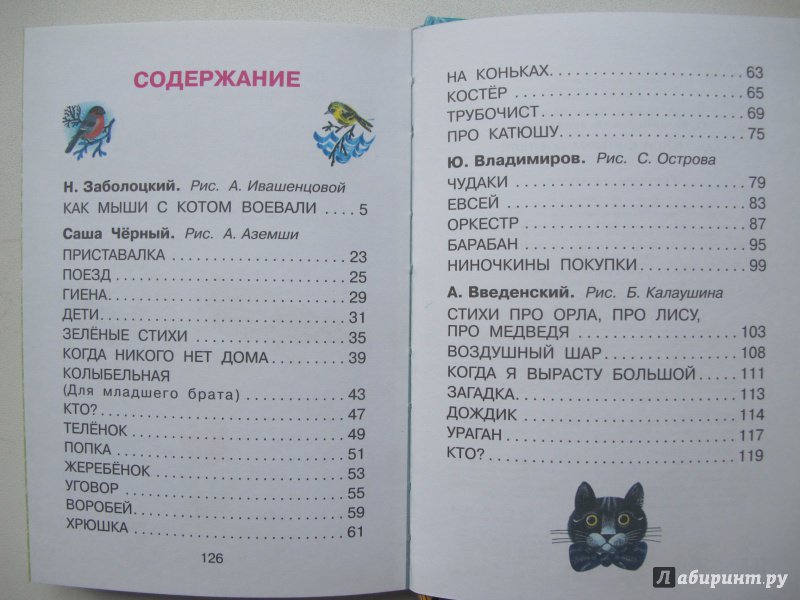 СОДЕРЖАНИЕ
Н. Заболоцкий. Рис. А. Ивашенцовой
КАК МЫШИ С КОТОМ ВОЕВАЛИ .... 5
Саша Чёрный. Рис. А. Аземши
ПРИСТАВАЛКА .................... 23
ПОЕЗД .......................... 25
ГИЕНА........................... 29
ДЕТИ............................ 31
ЗЕЛЁНЫЕ СТИХИ .................. 35
КОГДА НИКОГО НЕТ ДОМА .......... 39
КОЛЫБЕЛЬНАЯ
(Для младшего брата) ........... 43
КТО? ........................... 47
ТЕЛЁНОК ........................ 49
ПОПКА .......................... 51
ЖЕРЕБЁНОК ...................... 53
УГОВОР ......................... 55
ВОРОБЕЙ ........................ 59
ХРЮШКА ......................... 61
126
НА КОНЬКАХ...................... 63
КОСТЁР ......................... 65
ТРУБОЧИСТ ...................... 69
ПРО КАТЮШУ...................... 75
Ю. Владимиров. Рис. С. Острова
ЧУДАКИ ......................... 79
ЕВСЕЙ .......................... 83
ОРКЕСТР ........................ 87
БАРАБАН ........................ 95
НИНОЧКИНЫ ПОКУПКИ .............. 99
А. Введенский. Рис. Б. Калаушина
СТИХИ ПРО ОРЛА, ПРО ЛИСУ,
ПРО МЕДВЕДЯ .................... 103
ВОЗДУШНЫЙ ШАР .................. 108
КОГДА Я ВЫРАСТУ БОЛЬШОЙ..... 111
ЗАГАДКА......................... 113
ДОЖДИК ......................... 114
УРАГАН ......................... 117
КТО? ........................... 119
Лабиринт.ру